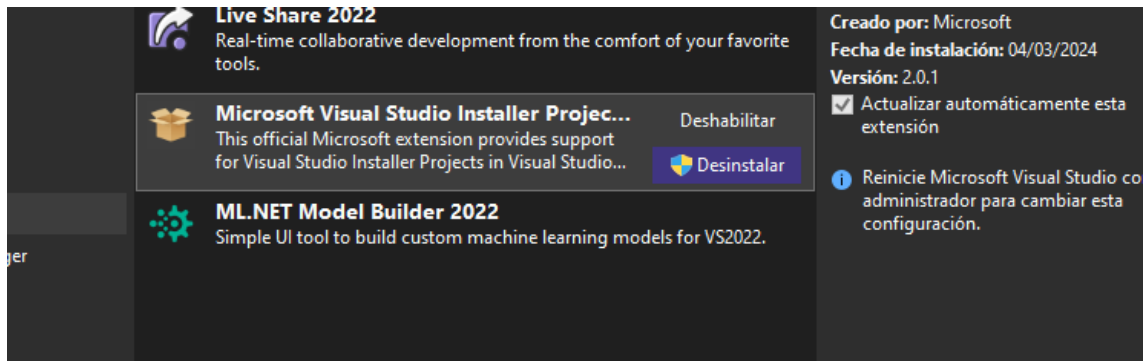 Live Share 2022
Real-time collaborative development from the comfort of your favorite
tools.
Microsoft Visual Studio Installer Projec...
This official Microsoft extension provides support
for Visual Studio Installer Projects in Visual Studio...
Deshabilitar
Desinstalar
ML.NET Model Builder 2022
Simple UI tool to build custom machine learning models for VS2022.
ger
Creado por: Microsoft
Fecha de instalación: 04/03/2024
Versión: 2.0.1
Actualizar automáticamente esta
extensión
Reinicie Microsoft Visual Studio co
administrador para cambiar esta
configuración.